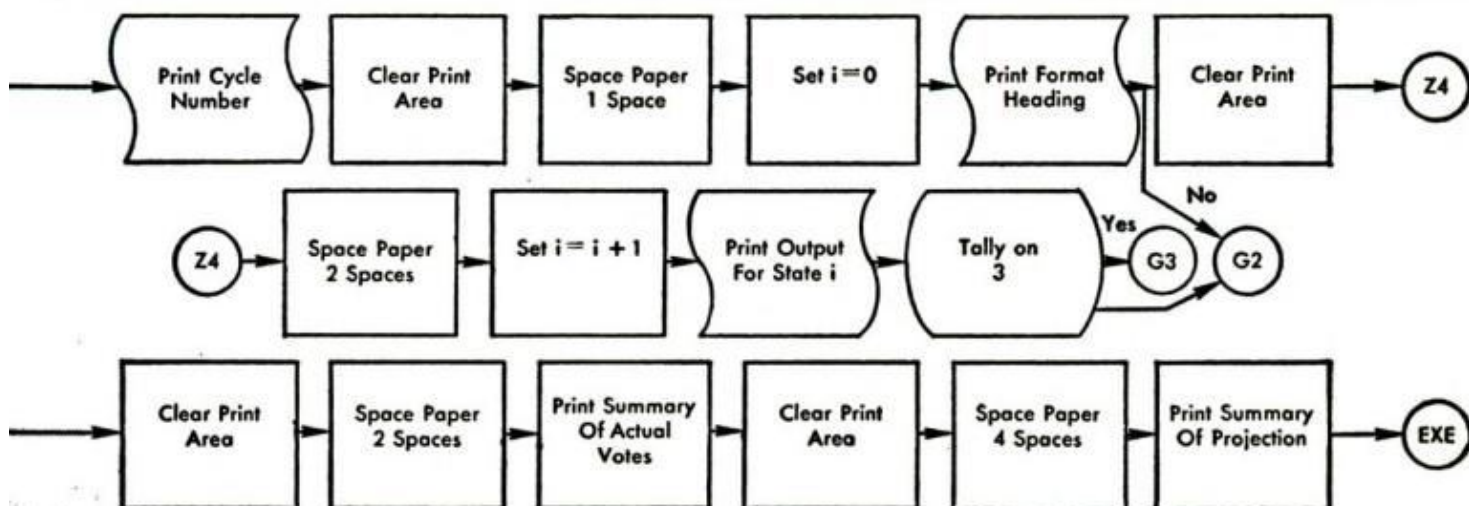 Print Cycle
Number
Clear Print
Area
Space Paper
1 Space
Set i=0
Print Format
Heading
Clear Print
Area
Z4
No
Z4
Space Paper
2 Spaces
Set i = i + 1
Print Output
For State i
Tally on
3
Yes
G3
G2
Clear Print
Area
Space Paper
2 Spaces
Print Summary
Of Actual
Votes
Clear Print
Area
Space Paper
4 Spaces
Print Summary
Of Projection
EXE